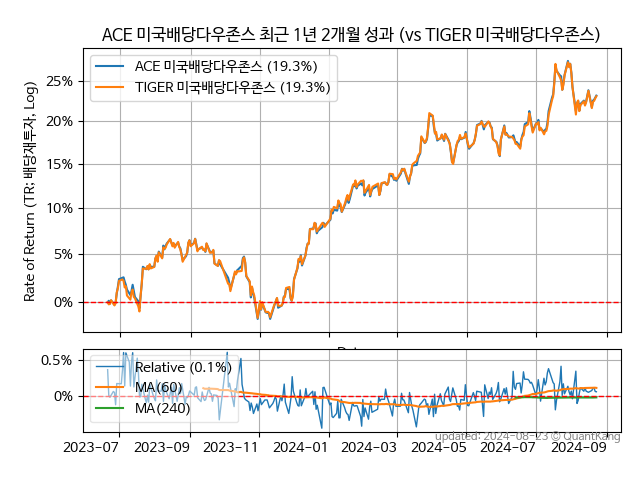 ACE 미국배당다우존스 최근 1년 2개월 성과 (vs TIGER 미국배당다우존스)
ACE 미국배당다우존스 (19.3%)
TIGER 미국배당다우존스 (19.3%)
Rate of Return (TR: 배당재투자, Log)
25%
20%
15%
10%
5%
0%
0.5%
0%
Relative (0.1%)
MA(60)
MA(240)
updated: 2024-08-23 © QuantKang
2023-07 2023-09 2023-11 2024-01 2024-03 2024-05 2024-07 2024-09